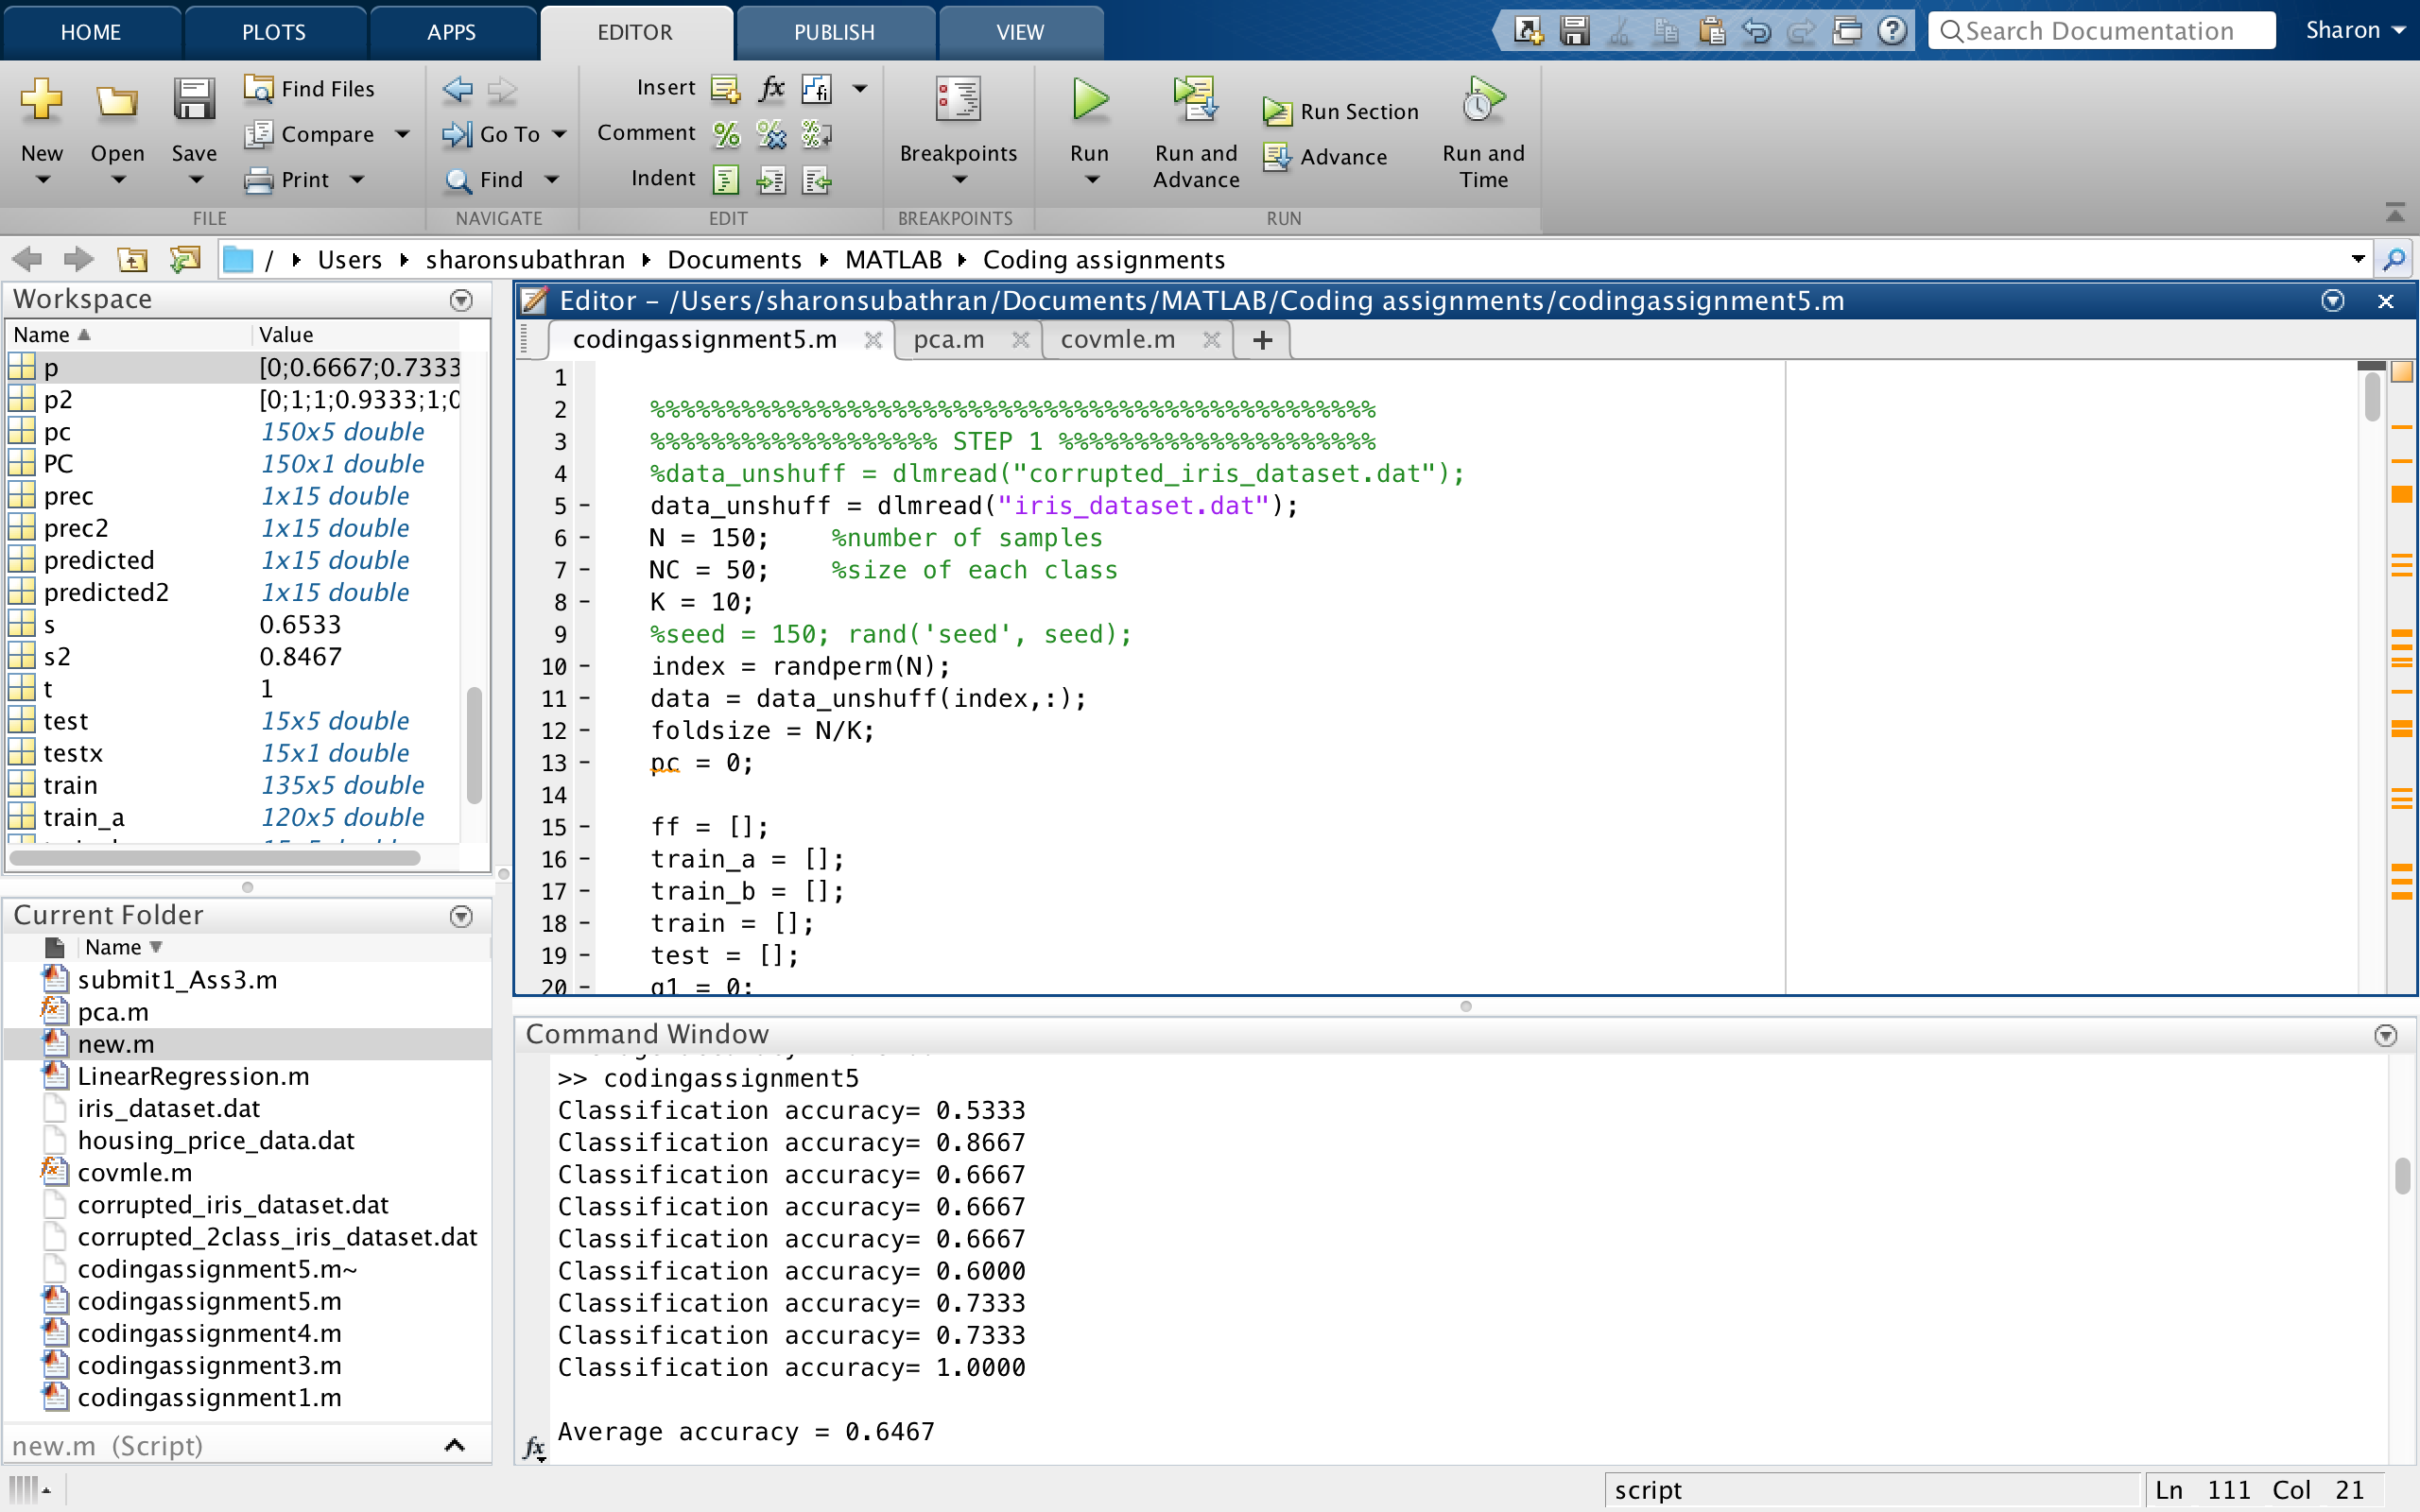 HOME PLOTS APPS EDITOR PUBLISH VIEW Search Documentation Sharon
New Open Save Find Files Compare Print
FILE
Go To Find
NAVIGATE
Insert fx fi
Comment
Indent
EDIT
Breakpoints
BREAKPOINTS
Run Run and Advance Run Section Advance Run and Time
RUN
/ Users sharonsubathran Documents MATLAB Coding assignments
Workspace
Name Value
p [0;0.6667;0.7333
p2 [0;1;1;0.9333;1;0
pc 150x5 double
PC 150x1 double
prec 1x15 double
prec2 1x15 double
predicted 1x15 double
predicted2 1x15 double
s 0.6533
s2 0.8467
t 1
test 15x5 double
testx 15x1 double
train 135x5 double
train_a 120x5 double
Current Folder
Name
submit1_Ass3.m
pca.m
new.m
LinearRegression.m
iris_dataset.dat
housing_price_data.dat
covmle.m
corrupted_iris_dataset.dat
corrupted_2class_iris_dataset.dat
codingassignment5.m~
codingassignment5.m
codingassignment4.m
codingassignment3.m
codingassignment1.m
new.m (Script)
Editor – /Users/sharonsubathran/Documents/MATLAB/Coding assignments/codingassignment5.m
codingassignment5.m pca.m covmle.m +
1
2 %%%%%%%%%%%%%%%%%%%%%%%%%%%%%%%%%%%%%%%%%%%%%%%%
3 %%%%%%%%%%%%%%%%%%% STEP 1 %%%%%%%%%%%%%%%%%%%%%
4 %data_unshuff = dlmread("corrupted_iris_dataset.dat");
5 - data_unshuff = dlmread("iris_dataset.dat");
6 - N = 150; %number of samples
7 - NC = 50; %size of each class
8 - K = 10;
9 %seed = 150; rand('seed', seed);
10 - index = randperm(N);
11 - data = data_unshuff(index,:);
12 - foldsize = N/K;
13 - pc = 0;
14
15 - ff = [];
16 - train_a = [];
17 - train_b = [];
18 - train = [];
19 - test = [];
20 -
Command Window
>> codingassignment5
Classification accuracy= 0.5333
Classification accuracy= 0.8667
Classification accuracy= 0.6667
Classification accuracy= 0.6667
Classification accuracy= 0.6667
Classification accuracy= 0.6000
Classification accuracy= 0.7333
Classification accuracy= 0.7333
Classification accuracy= 1.0000
Average accuracy = 0.6467
fx
script Ln 111 Col 21